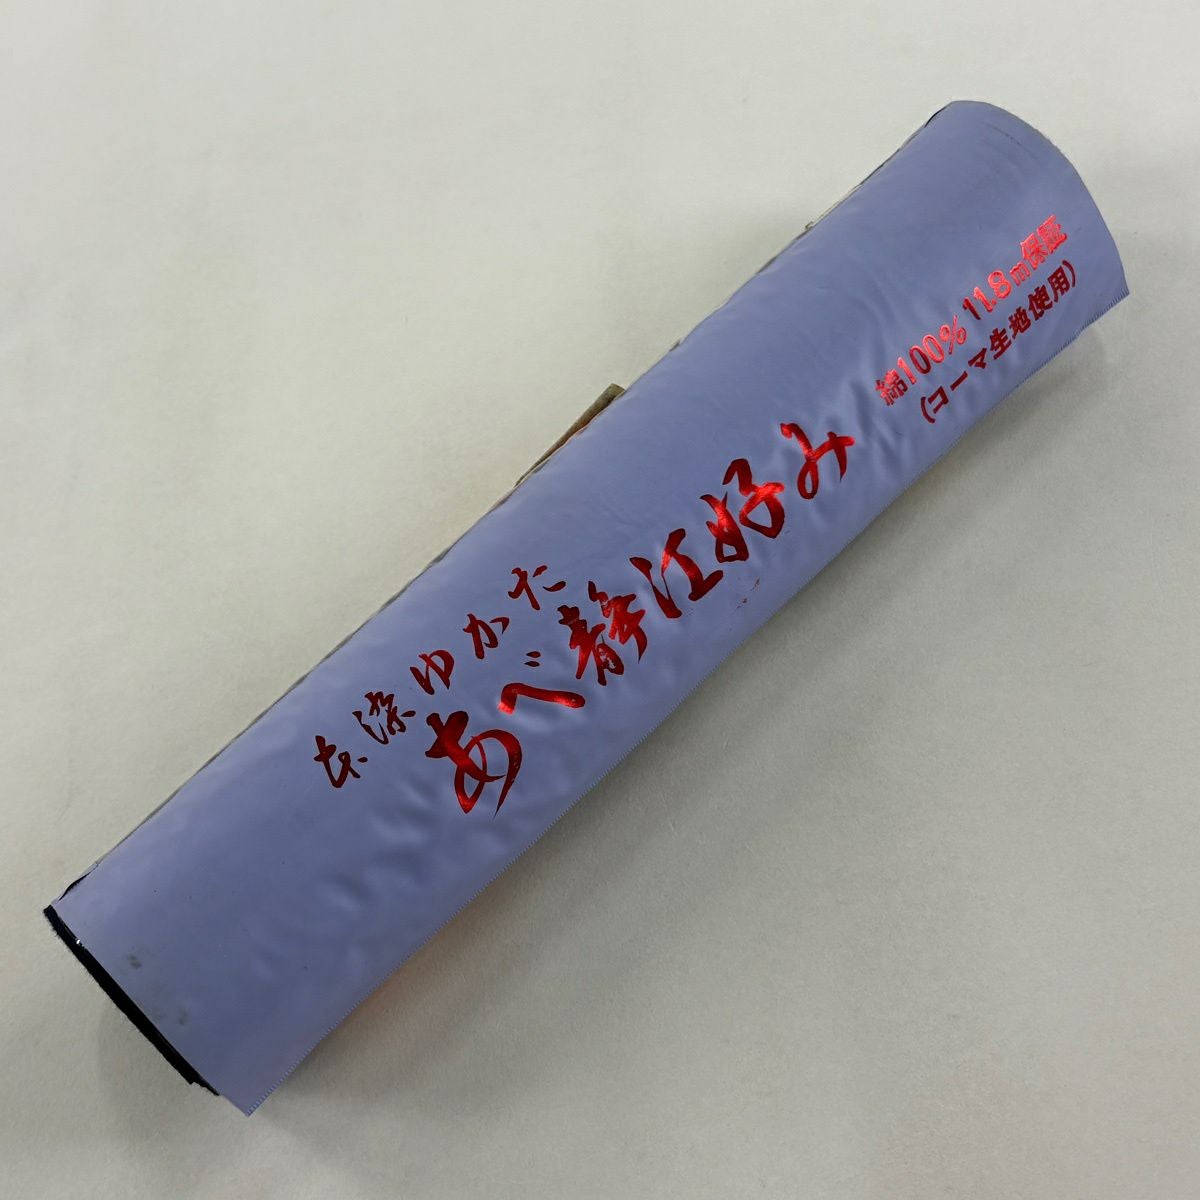 本染ゆかた
あべ静江好み
綿100% 11.8m保証
(コーマ生地使用)